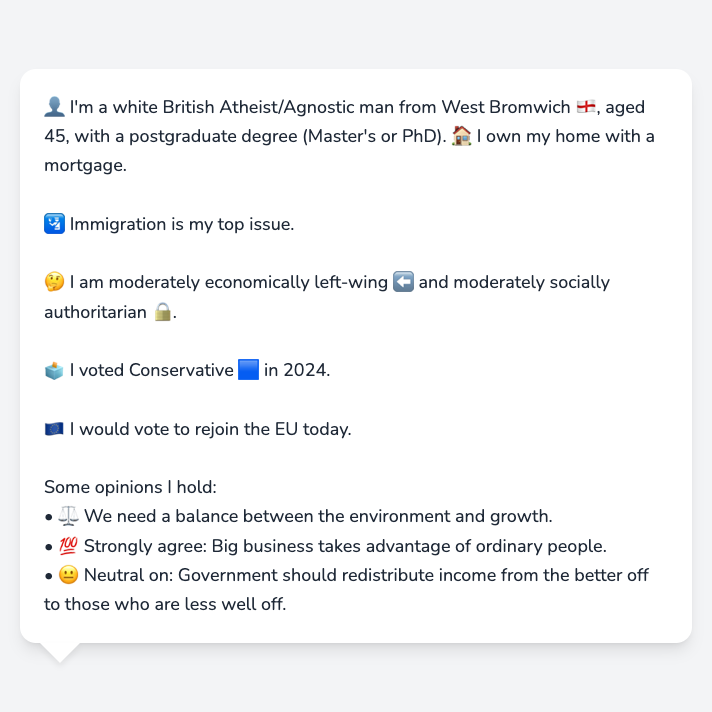 👤 I'm a white British Atheist/Agnostic man from West Bromwich 🏴󠁧󠁢󠁥󠁮󠁧󠁿, aged
45, with a postgraduate degree (Master's or PhD). 🏠 I own my home with a
mortgage.
🛂 Immigration is my top issue.
🤔 I am moderately economically left-wing ⬅️ and moderately socially
authoritarian 🔒.
🗳️ I voted Conservative 🟦 in 2024.
🇪🇺 I would vote to rejoin the EU today.
Some opinions I hold:
• ⚖️ We need a balance between the environment and growth.
• 💯 Strongly agree: Big business takes advantage of ordinary people.
• 😐 Neutral on: Government should redistribute income from the better off
to those who are less well off.